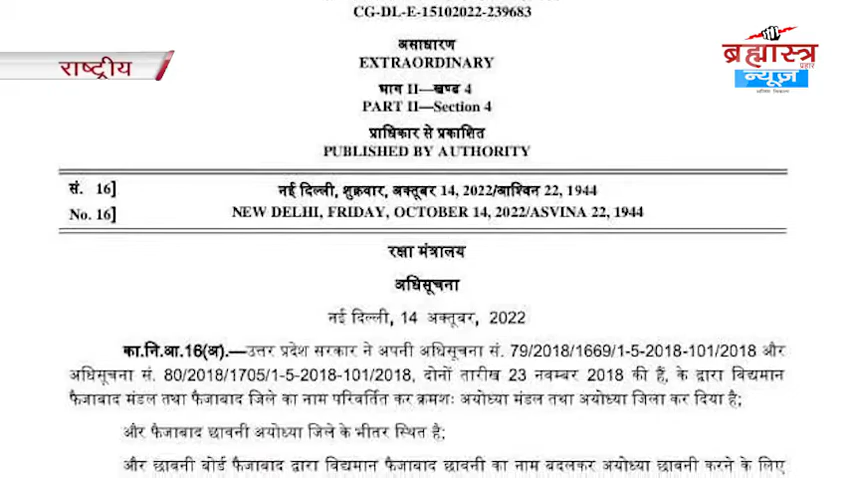 CG-DL-E-15102022-239683
असाधारण
EXTRAORDINARY
भाग II—खण्ड 4
PART II—Section 4
प्राधिकार से प्रकाशित
PUBLISHED BY AUTHORITY
राष्ट्रीय
ब्रह्मास्त्र
प्रहार
न्यूज़
सं. 16]
नई दिल्ली, शुक्रवार, अक्तूबर 14, 2022/आश्विन 22, 1944
No. 16]
NEW DELHI, FRIDAY, OCTOBER 14, 2022/ASVINA 22, 1944
रक्षा मंत्रालय
अधिसूचना
नई दिल्ली, 14 अक्तूबर, 2022
का.नि.आ.16(अ).—उत्तर प्रदेश सरकार ने अपनी अधिसूचना सं. 79/2018/1669/1-5-2018-101/2018 और
अधिसूचना सं. 80/2018/1705/1-5-2018-101/2018, दोनों तारीख 23 नवम्बर 2018 की हैं, के द्वारा विद्यमान
फैजाबाद मंडल तथा फैजाबाद जिले का नाम परिवर्तित कर क्रमशः अयोध्या मंडल तथा अयोध्या जिला कर दिया है;
और फैजाबाद छावनी अयोध्या जिले के भीतर स्थित है;
और छावनी बोर्ड फैजाबाद द्वारा विद्यमान फैजाबाद छावनी का नाम बदलकर अयोध्या छावनी करने के लिए